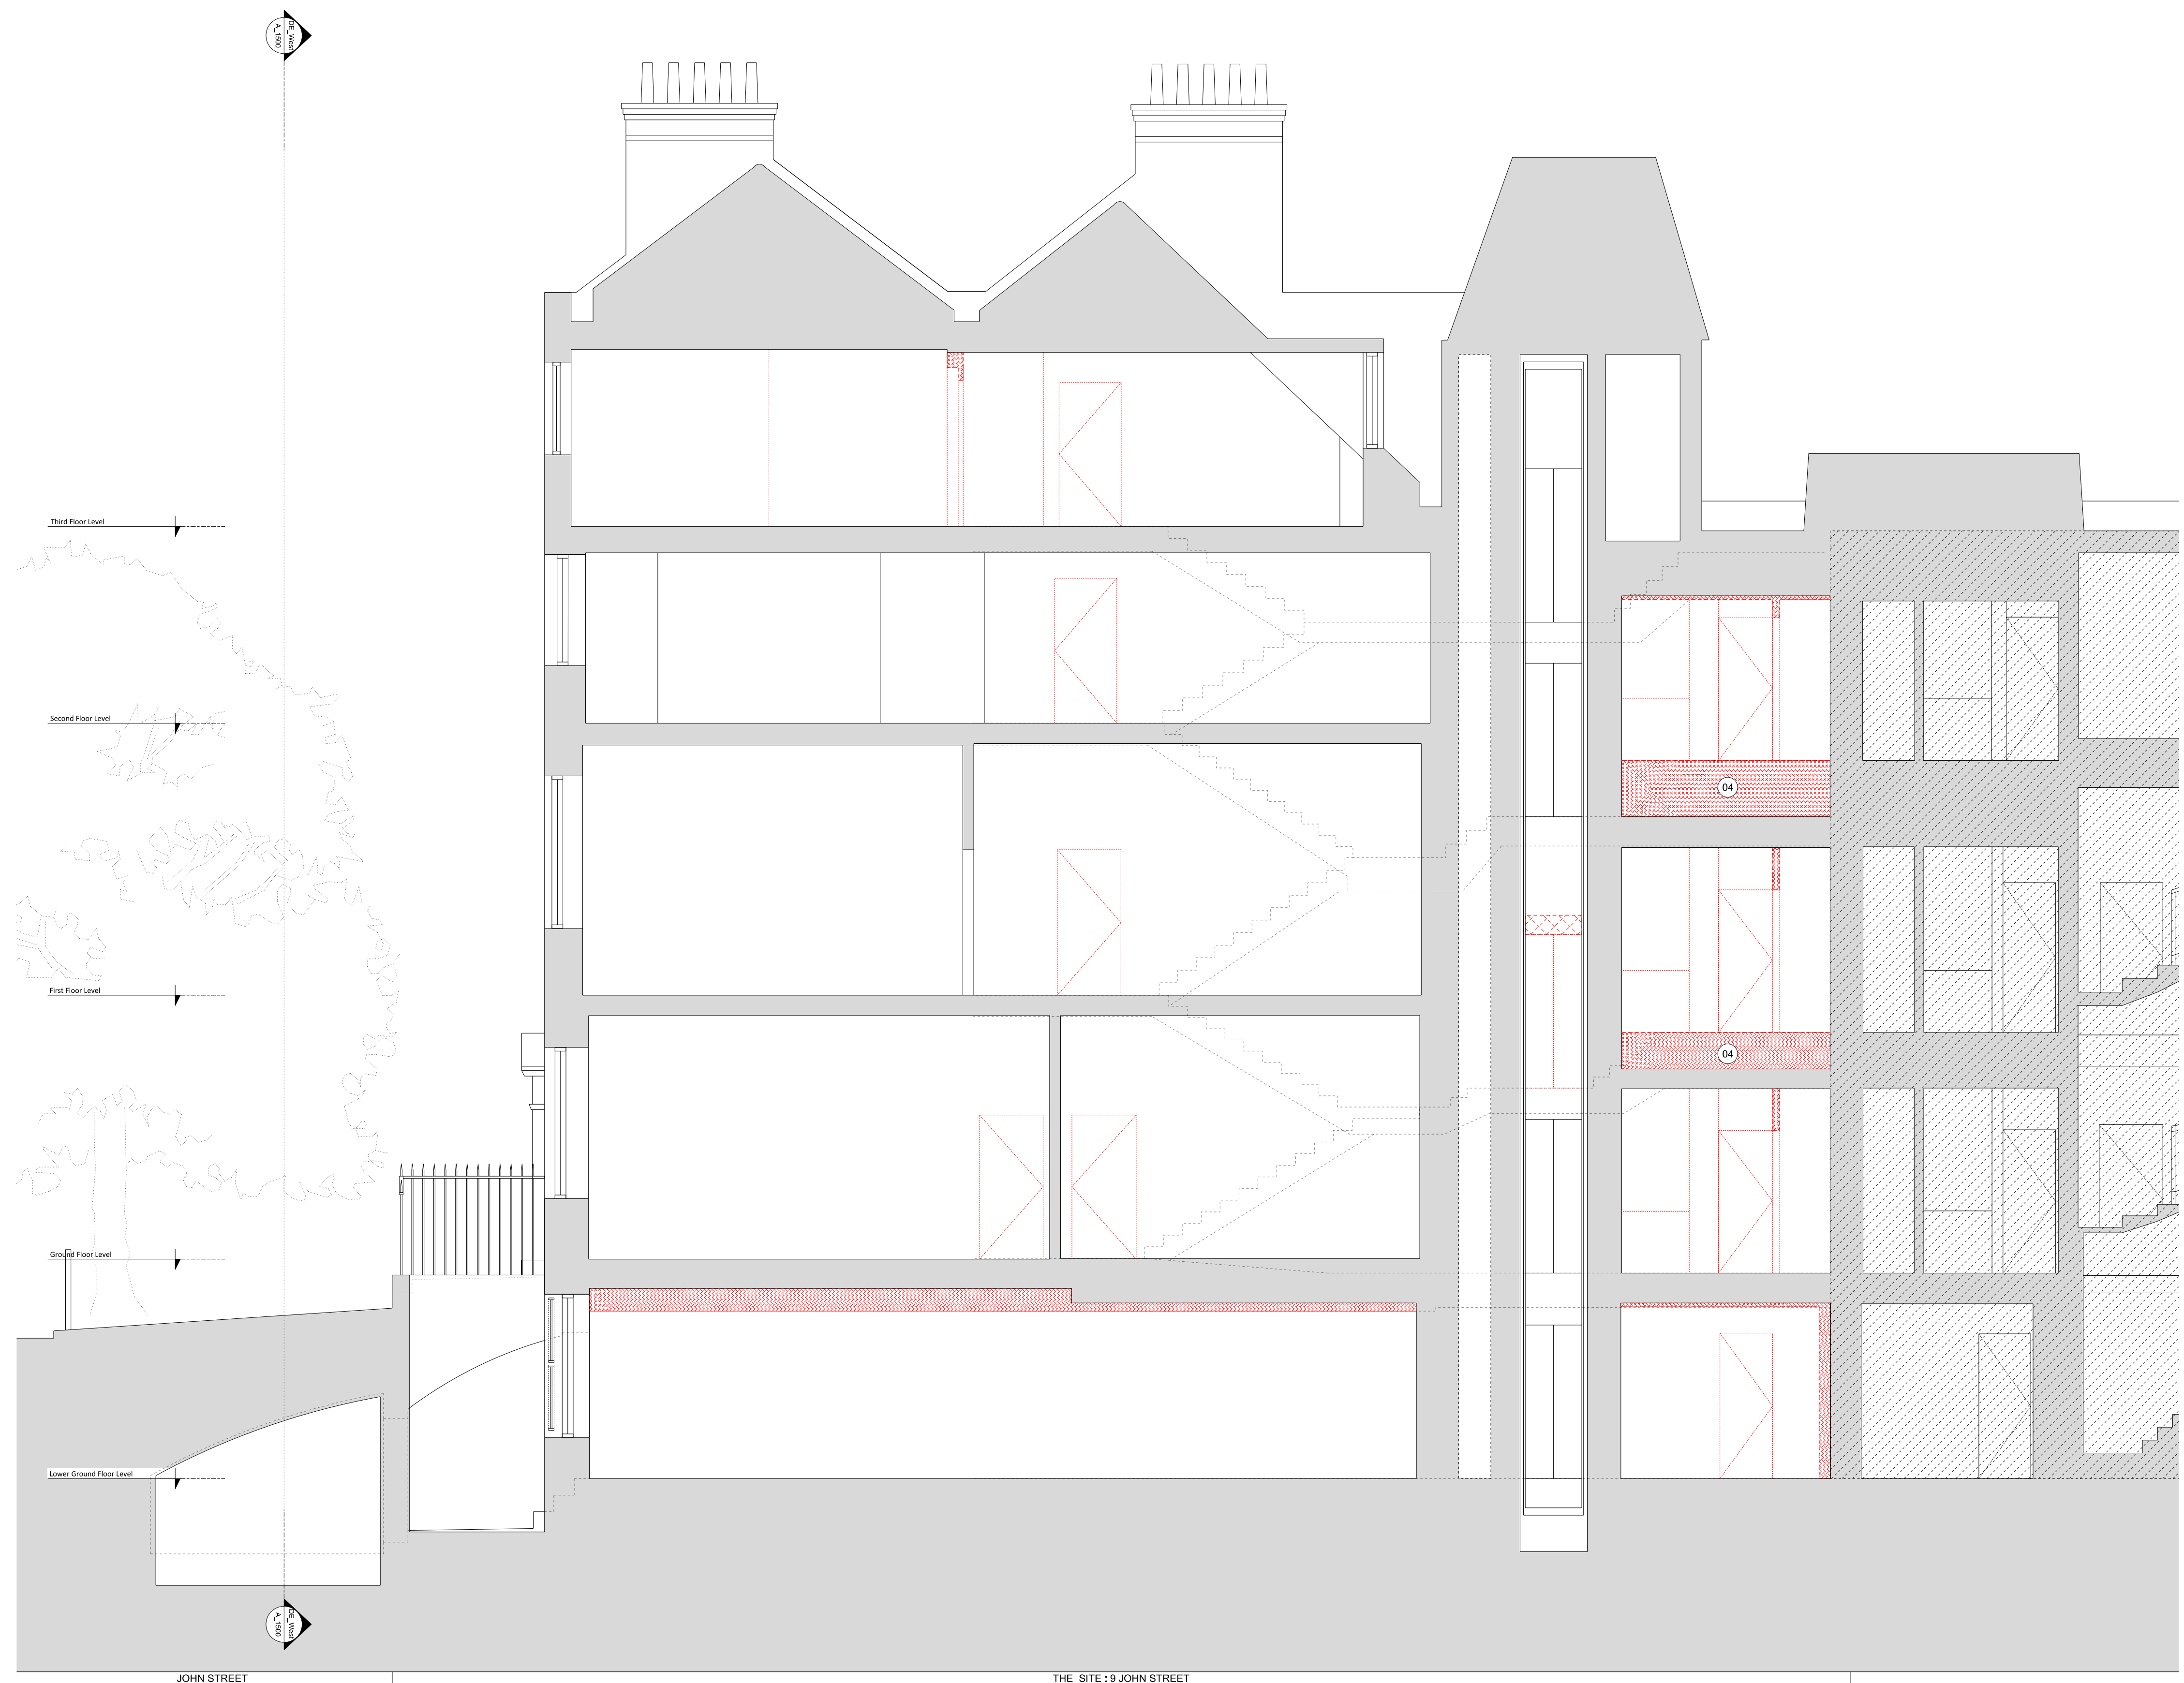 DE_West
A_1500
Third Floor Level
Second Floor Level
04
First Floor Level
04
Ground Floor Level
Lower Ground Floor Level
DE_West
A_1500
JOHN STREET
THE SITE : 9 JOHN STREET